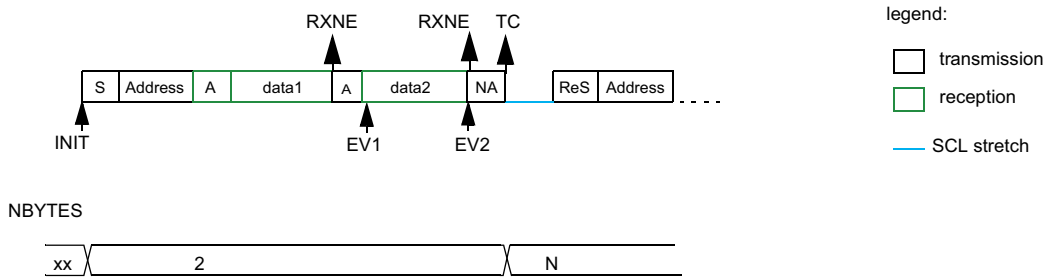 legend:
RXNE RXNE TC
transmission
S Address A data1 A data2 NA ReS Address
reception
INIT EV1 EV2
SCL stretch
NBYTES
xx 2 N